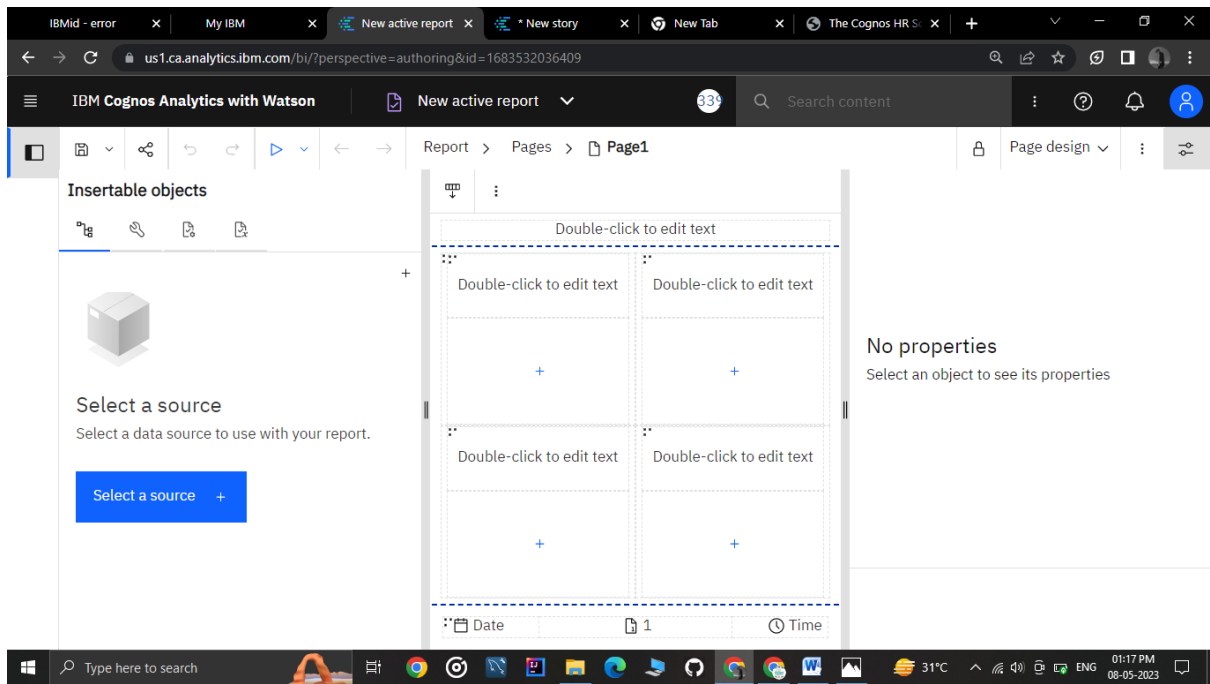 IBMid - error
My IBM
New active report
* New story
New Tab
The Cognos HR Sc
us1.ca.analytics.ibm.com/bi/?perspective=authoring&id=1683532036409
IBM Cognos Analytics with Watson
New active report
339
Search content
Report > Pages > Page1
Page design
Insertable objects
Double-click to edit text
Double-click to edit text
Double-click to edit text
Select a source
Select a data source to use with your report.
Select a source +
No properties
Select an object to see its properties
Double-click to edit text
Double-click to edit text
Date
1
Time
Type here to search
31°C
ENG
01:17 PM
08-05-2023